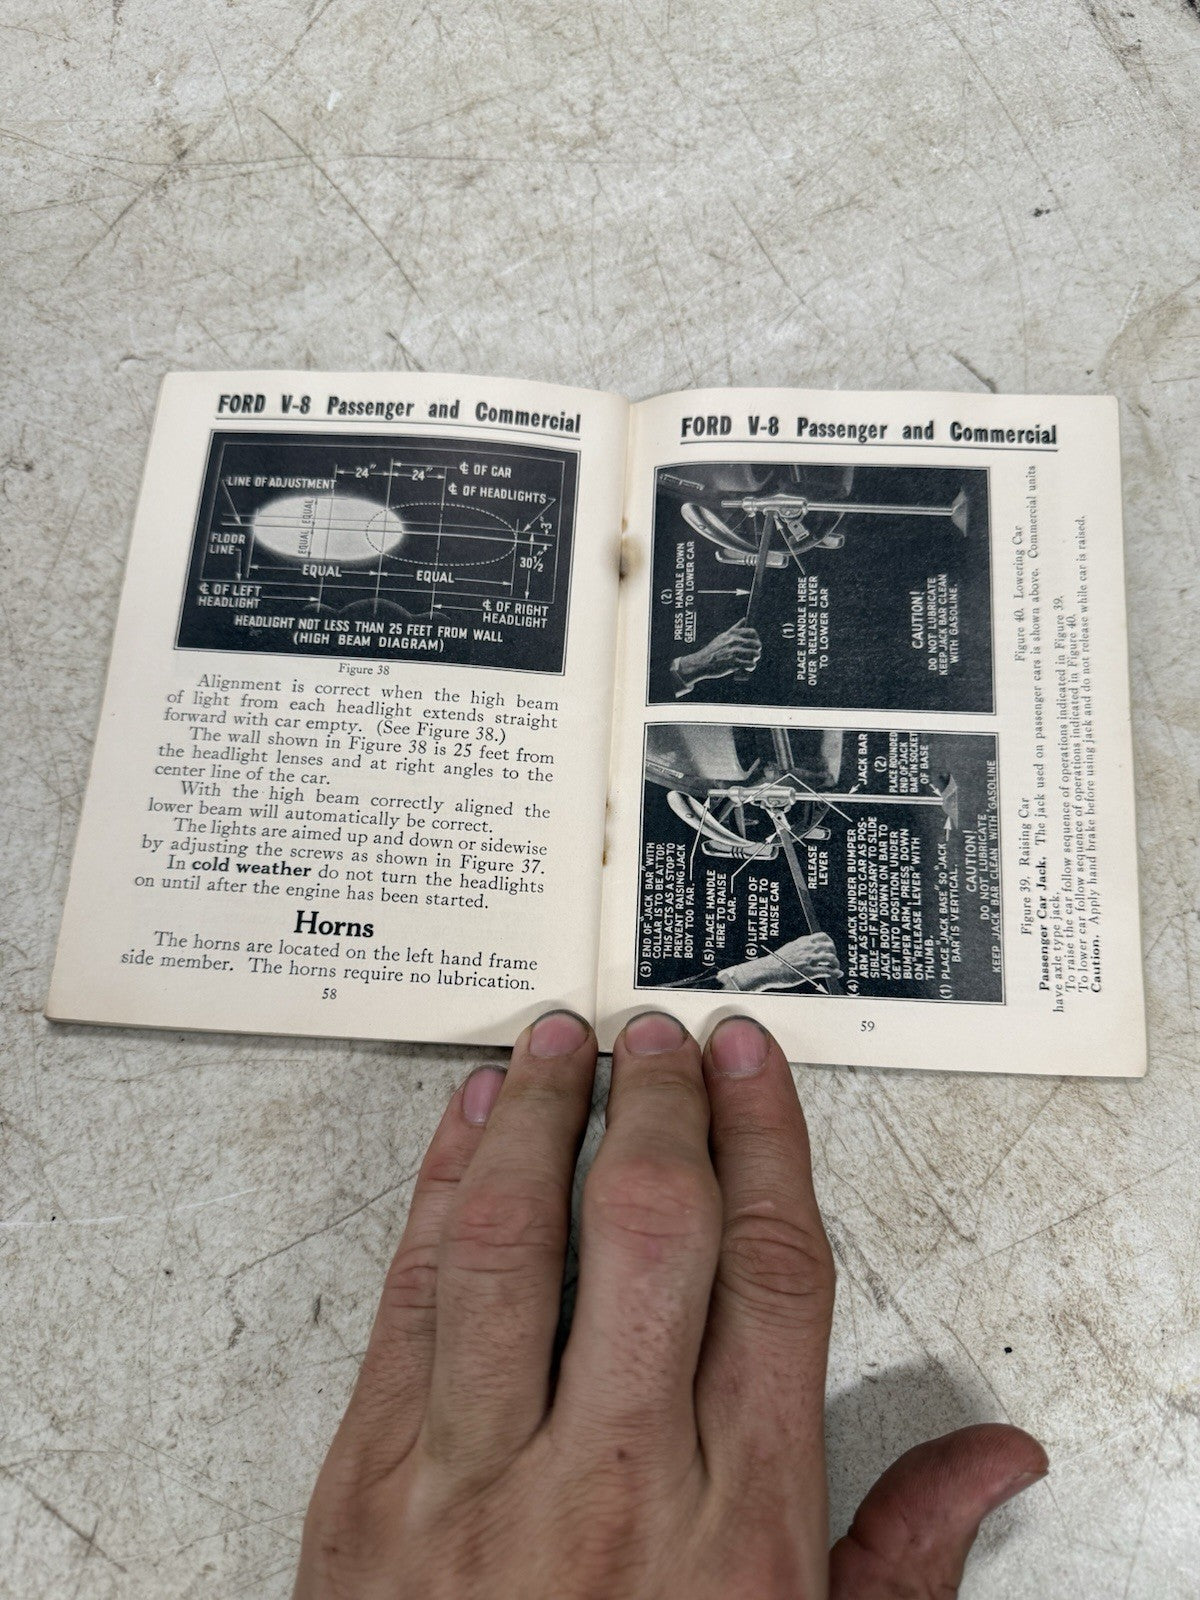 FORD V-8 Passenger and Commercial
24"
24"
℄ OF CAR
LINE OF ADJUSTMENT
℄ OF HEADLIGHTS
EQUAL
EQUAL
3"
FLOOR
LINE
30½"
EQUAL
EQUAL
℄ OF LEFT
HEADLIGHT
℄ OF RIGHT
HEADLIGHT
HEADLIGHT NOT LESS THAN 25 FEET FROM WALL
(HIGH BEAM DIAGRAM)
Figure 38
Alignment is correct when the high beam
of light from each headlight extends straight
forward with car empty. (See Figure 38.)
The wall shown in Figure 38 is 25 feet from
the headlight lenses and at right angles to the
center line of the car.
With the high beam correctly aligned the
lower beam will automatically be correct.
The lights are aimed up and down or sidewise
by adjusting the screws as shown in Figure 37.
In cold weather do not turn the headlights
on until after the engine has been started.
Horns
The horns are located on the left hand frame
side member. The horns require no lubrication.
58
FORD V-8 Passenger and Commercial
(3) END OF JACK BAR WITH
COLLAR IS TO BE AT TOP
THIS ACTS AS A STOP TO
PREVENT RAISING JACK
BODY TOO FAR.
(5) PLACE HANDLE
HERE TO RAISE
CAR.
(6) LIFT END OF
HANDLE TO
RAISE CAR
RELEASE
LEVER
JACK BAR
(2)
PLACE ROUNDED
END OF JACK
BAR IN SOCKET
OF BASE
(4) PLACE JACK UNDER BUMPER
ARM AS CLOSE TO CAR AS POS-
SIBLE — IF NECESSARY TO SLIDE
JACK BODY DOWN ON BAR TO
GET INTO POSITION UNDER
BUMPER ARM, PRESS DOWN
ON RELEASE LEVER WITH
THUMB.
(1) PLACE JACK BASE SO JACK
BAR IS VERTICAL.
CAUTION!
DO NOT LUBRICATE
KEEP JACK BAR CLEAN WITH GASOLINE
Figure 39. Raising Car
(2)
PRESS HANDLE DOWN
GENTLY TO LOWER CAR
(1)
PLACE HANDLE HERE
OVER RELEASE LEVER
TO LOWER CAR
CAUTION!
DO NOT LUBRICATE
KEEP JACK BAR CLEAN
WITH GASOLINE.
Figure 40. Lowering Car
Passenger Car Jack. The jack used on passenger cars is shown above. Commercial units
have axle type jack.
To raise the car follow sequence of operations indicated in Figure 39.
To lower car follow sequence of operations indicated in Figure 40.
Caution. Apply hand brake before using jack and do not release while car is raised.
59